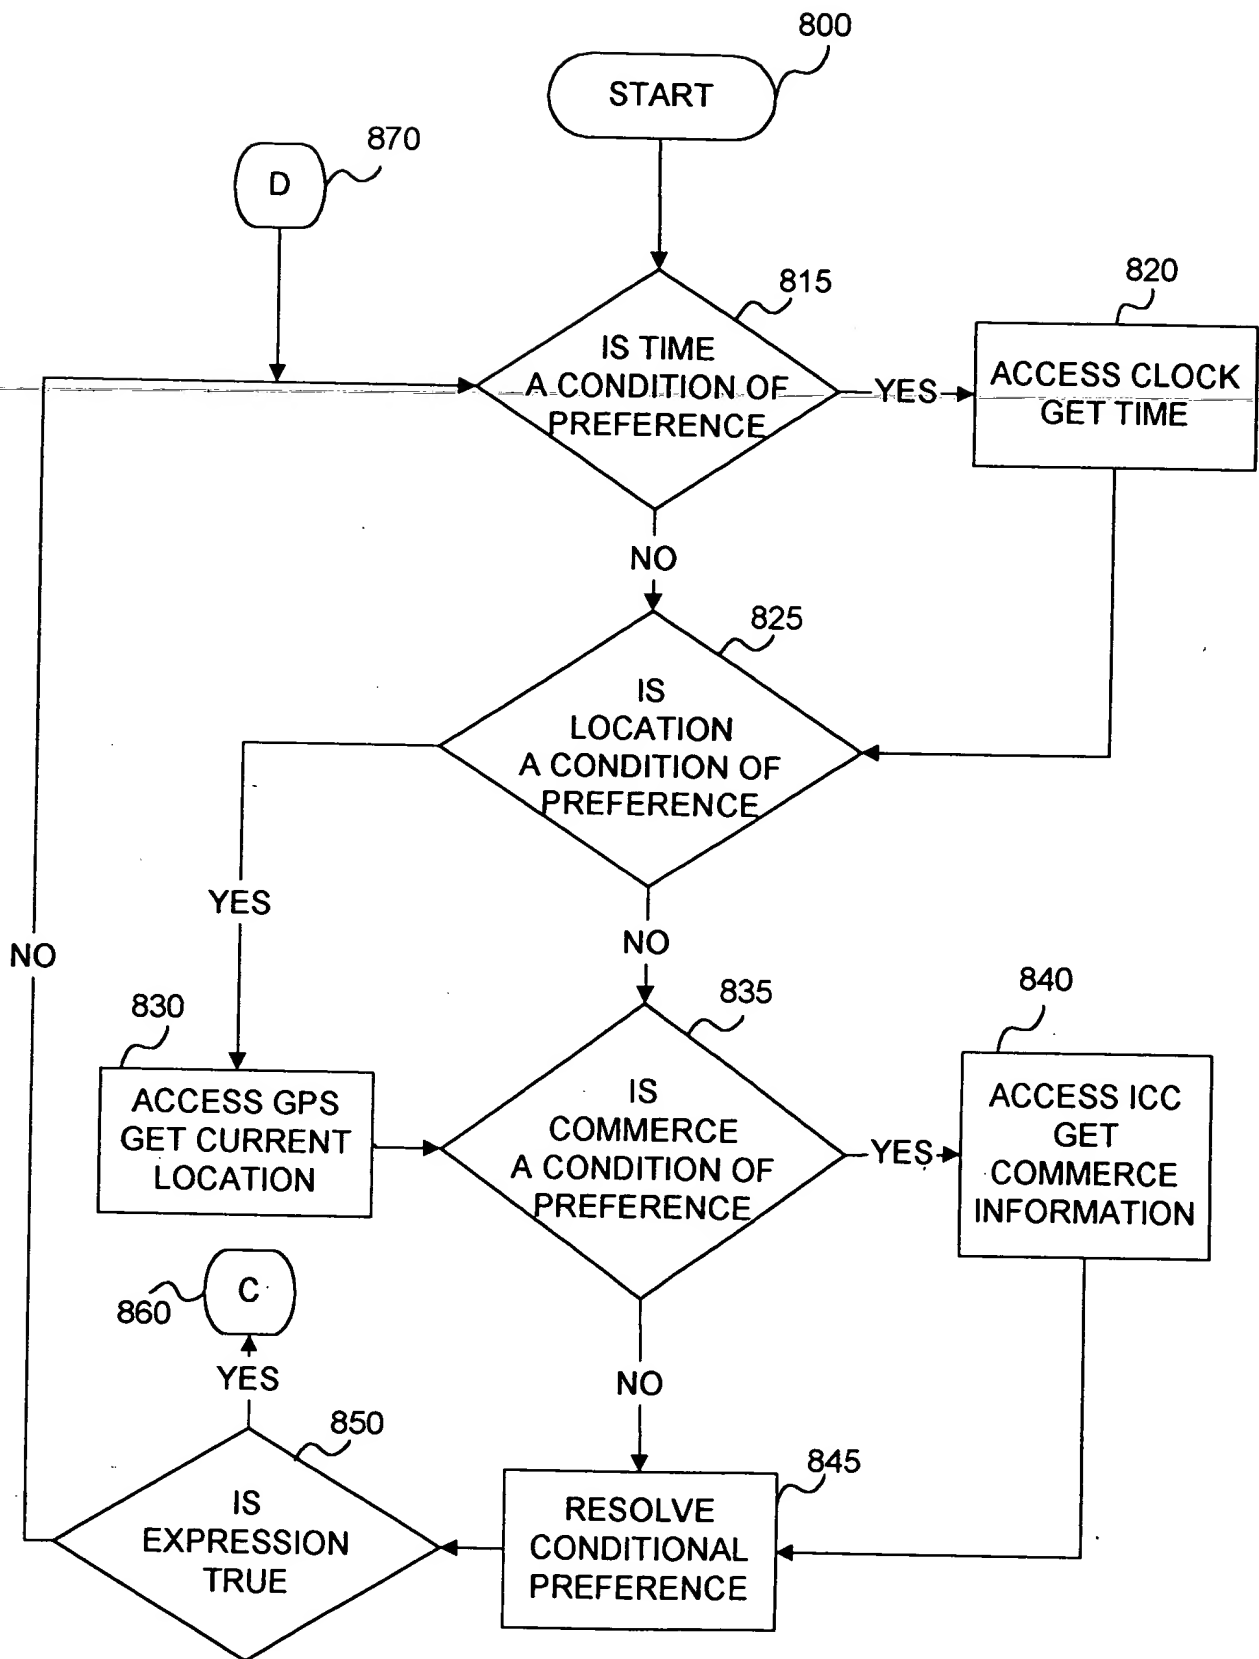 800
START
870
D
815
IS TIME
A CONDITION OF
PREFERENCE
YES
820
ACCESS CLOCK
GET TIME
NO
825
IS
LOCATION
A CONDITION OF
PREFERENCE
YES
NO
NO
830
ACCESS GPS
GET CURRENT
LOCATION
835
IS
COMMERCE
A CONDITION OF
PREFERENCE
YES
840
ACCESS ICC
GET
COMMERCE
INFORMATION
860
C
YES
NO
850
IS
EXPRESSION
TRUE
845
RESOLVE
CONDITIONAL
PREFERENCE